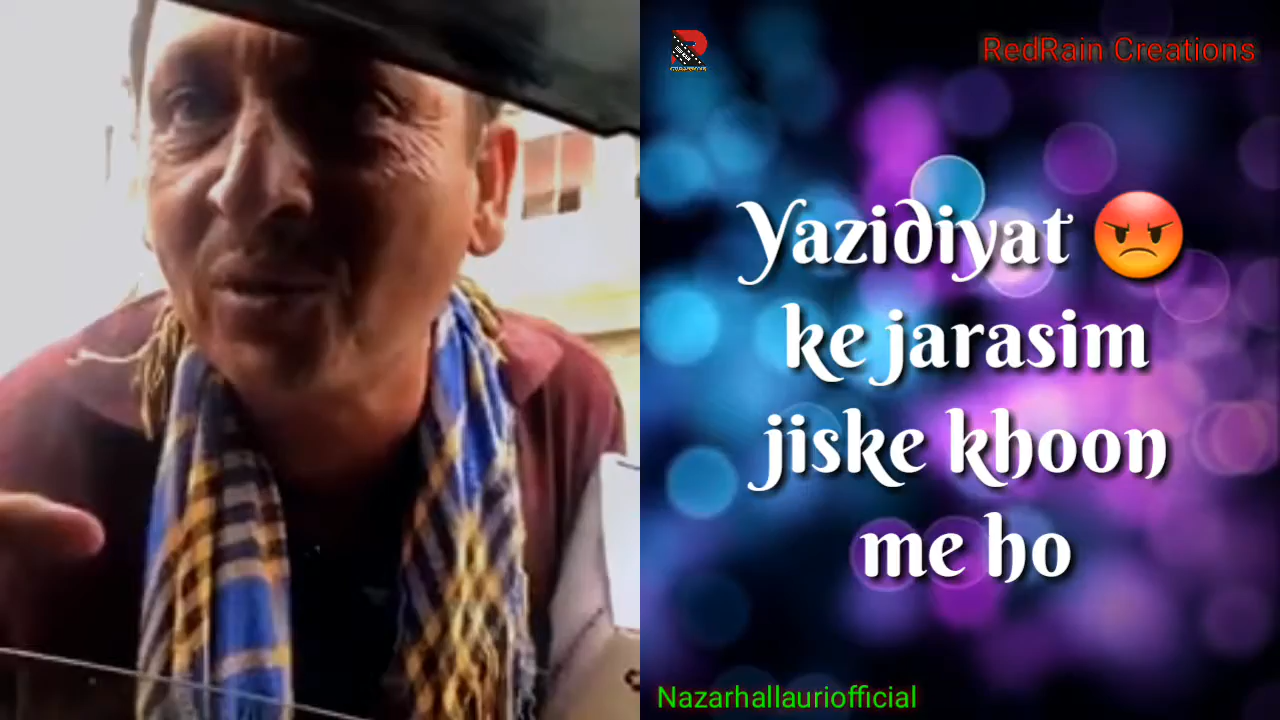 RedRain Creations
Yazidiyat 😡
ke jarasim
jiske khoon
me ho
Nazarhallauriofficial